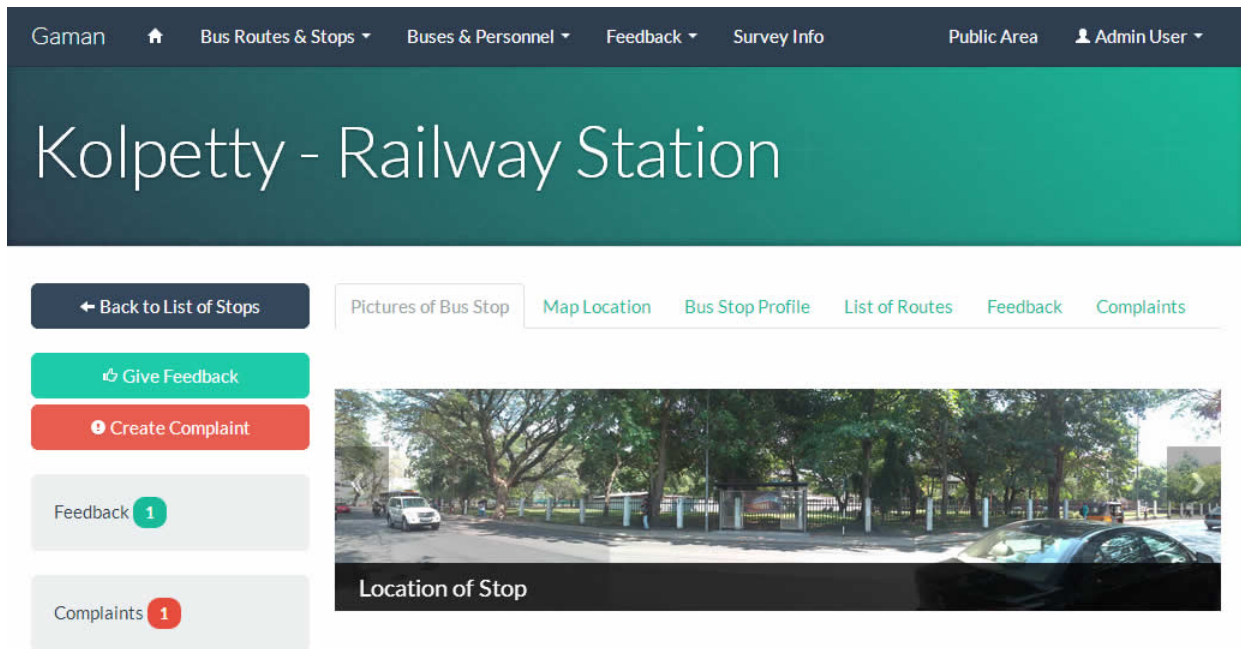 Gaman Bus Routes & Stops Buses & Personnel Feedback Survey Info Public Area Admin User
Kolpetty - Railway Station
Back to List of Stops
Give Feedback
Create Complaint
Feedback 1
Complaints 1
Pictures of Bus Stop Map Location Bus Stop Profile List of Routes Feedback Complaints
Location of Stop